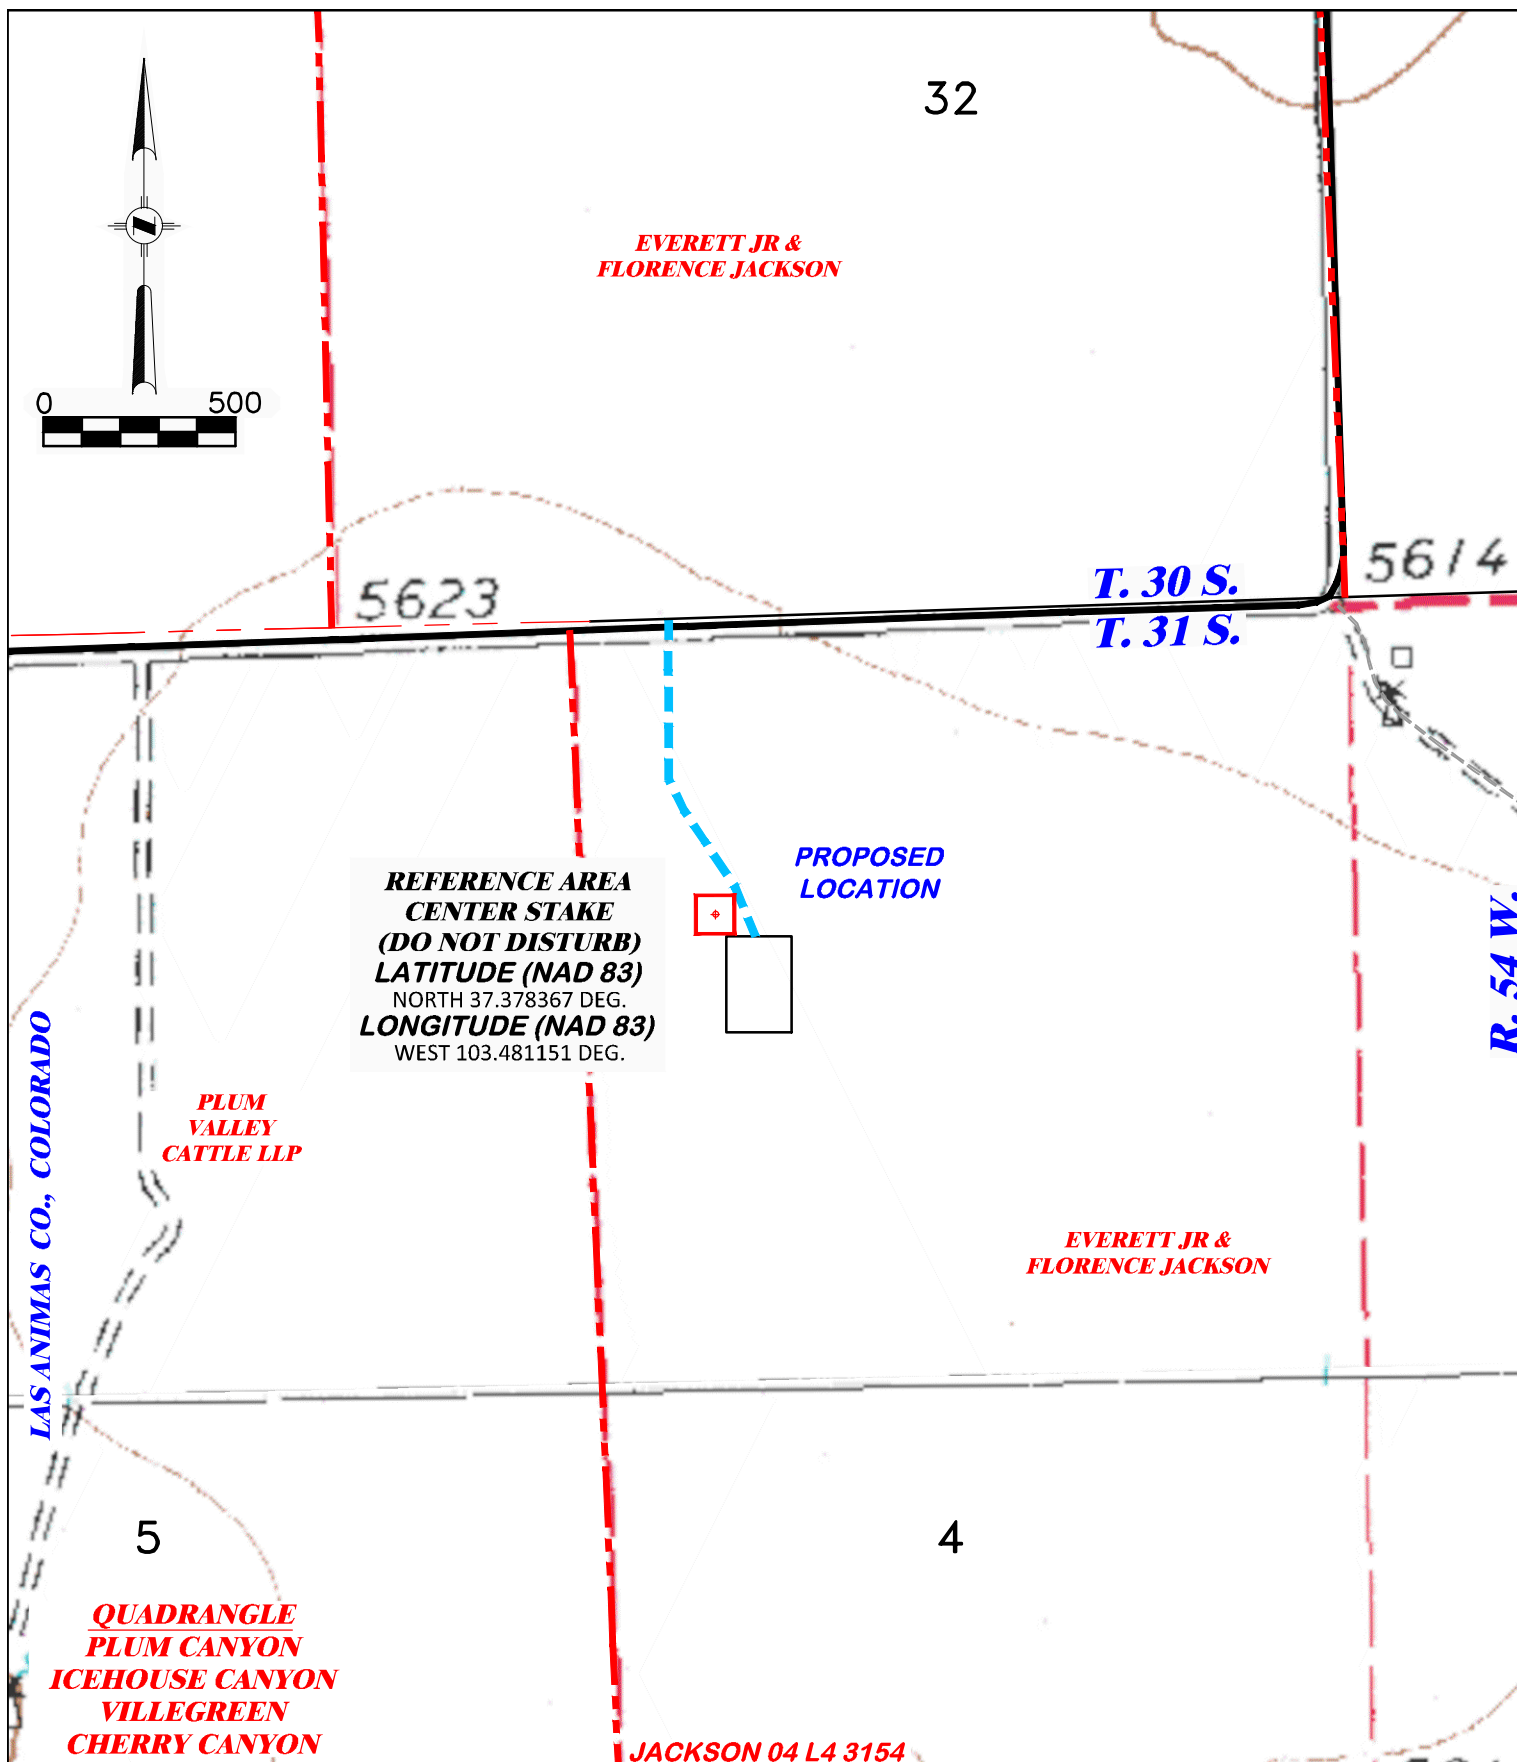 32
EVERETT JR &
FLORENCE JACKSON
0 500
5623
T. 30 S.
5614
T. 31 S.
PROPOSED
LOCATION
REFERENCE AREA
CENTER STAKE
(DO NOT DISTURB)
LATITUDE (NAD 83)
NORTH 37.378367 DEG.
LONGITUDE (NAD 83)
WEST 103.481151 DEG.
R. 54 W.
LAS ANIMAS CO., COLORADO
PLUM
VALLEY
CATTLE LLP
EVERETT JR &
FLORENCE JACKSON
5
4
QUADRANGLE
PLUM CANYON
ICEHOUSE CANYON
VILLEGREEN
CHERRY CANYON
JACKSON 04 L4 3154